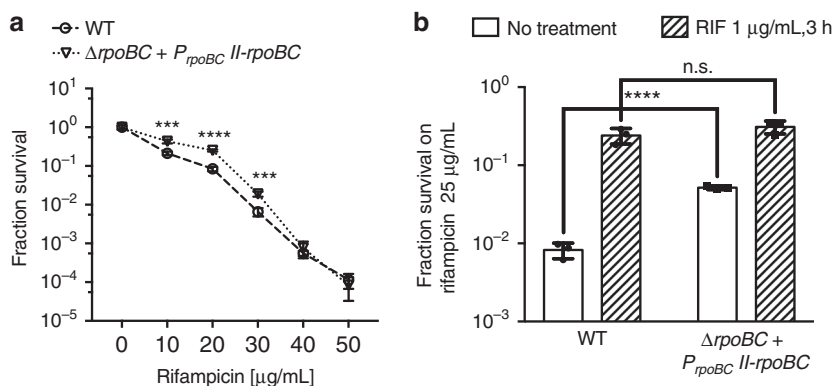 a
WT
ΔrpoBC + PrpoBC II-rpoBC
Fraction survival
10¹
10⁰
10⁻¹
10⁻²
10⁻³
10⁻⁴
10⁻⁵
***
****
***
0 10 20 30 40 50
Rifampicin [μg/mL]
b
No treatment RIF 1 μg/mL,3 h
Fraction survival on
rifampicin 25 μg/mL
10⁰
10⁻¹
10⁻²
10⁻³
n.s.
****
WT ΔrpoBC +
PrpoBC II-rpoBC